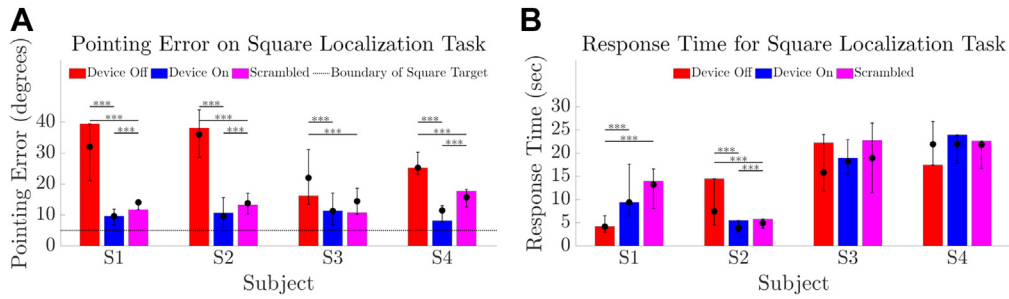 A
Pointing Error on Square Localization Task
Device Off Device On Scrambled Boundary of Square Target
Pointing Error (degrees)
40
30
20
10
0
*** *** *** ***
*** *** *** ***
*** *** ***
S1 S2 S3 S4
Subject
B
Response Time for Square Localization Task
Device Off Device On Scrambled
Response Time (sec)
30
25
20
15
10
5
0
*** ***
*** ***
***
S1 S2 S3 S4
Subject